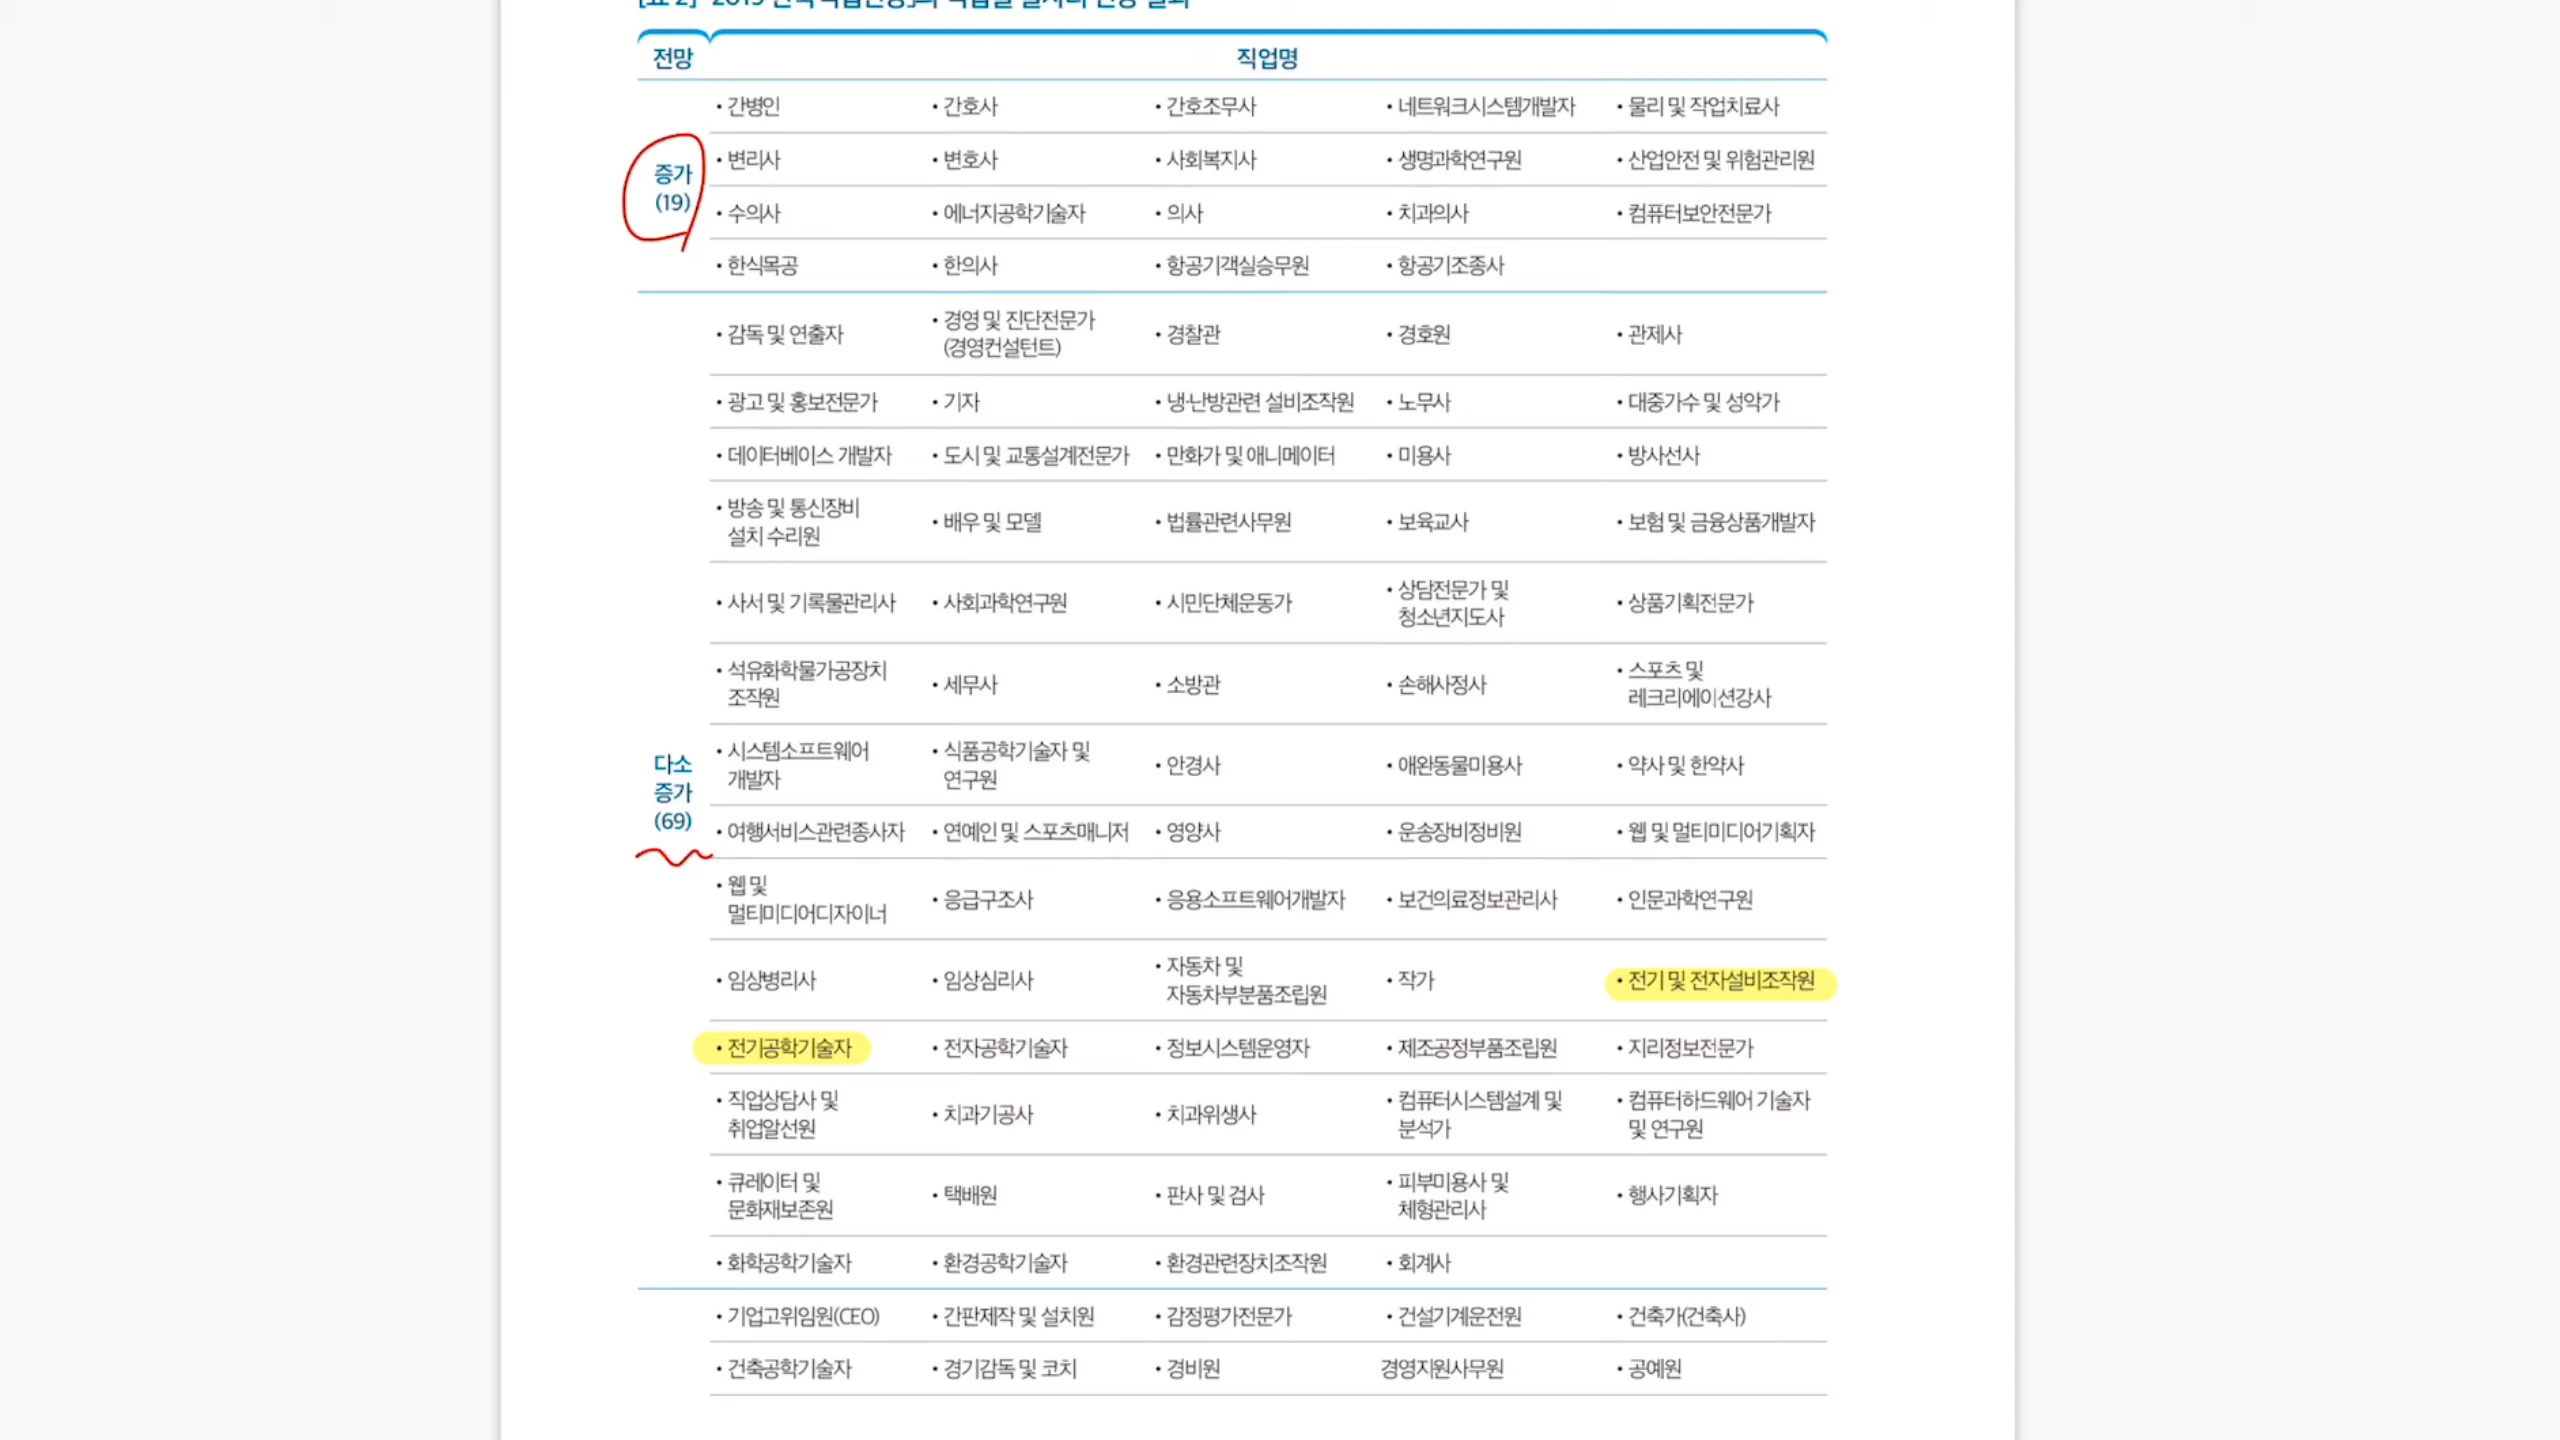 전망 직업명
• 간병인 • 간호사 • 간호조무사 • 네트워크시스템개발자 • 물리 및 작업치료사
• 변리사 • 변호사 • 사회복지사 • 생명과학연구원 • 산업안전 및 위험관리원
증가
(19)
• 수의사 • 에너지공학기술자 • 의사 • 치과의사 • 컴퓨터보안전문가
• 한식목공 • 한의사 • 항공기객실승무원 • 항공기조종사
• 감독 및 연출자 • 경영 및 진단전문가 (경영컨설턴트) • 경찰관 • 경호원 • 관제사
• 광고 및 홍보전문가 • 기자 • 냉·난방관련 설비조작원 • 노무사 • 대중가수 및 성악가
• 데이터베이스 개발자 • 도시 및 교통설계전문가 • 만화가 및 애니메이터 • 미용사 • 방사선사
• 방송 및 통신장비 설치 수리원 • 배우 및 모델 • 법률관련사무원 • 보육교사 • 보험 및 금융상품개발자
• 사서 및 기록물관리사 • 사회과학연구원 • 시민단체운동가 • 상담전문가 및 청소년지도사 • 상품기획전문가
• 석유화학물가공장치 조작원 • 세무사 • 소방관 • 손해사정사 • 스포츠 및 레크리에이션강사
다소
증가
(69)
• 시스템소프트웨어 개발자 • 식품공학기술자 및 연구원 • 안경사 • 애완동물미용사 • 약사 및 한약사
• 여행서비스관련종사자 • 연예인 및 스포츠매니저 • 영양사 • 운송장비정비원 • 웹 및 멀티미디어기획자
• 웹 및 멀티미디어디자이너 • 응급구조사 • 응용소프트웨어개발자 • 보건의료정보관리사 • 인문과학연구원
• 임상병리사 • 임상심리사 • 자동차 및 자동차부분품조립원 • 작가 • 전기 및 전자설비조작원
• 전기공학기술자 • 전자공학기술자 • 정보시스템운영자 • 제조공정부품조립원 • 지리정보전문가
• 직업상담사 및 취업알선원 • 치과기공사 • 치과위생사 • 컴퓨터시스템설계 및 분석가 • 컴퓨터하드웨어 기술자 및 연구원
• 큐레이터 및 문화재보존원 • 택배원 • 판사 및 검사 • 피부미용사 및 체형관리사 • 행사기획자
• 화학공학기술자 • 환경공학기술자 • 환경관련장치조작원 • 회계사
• 기업고위임원(CEO) • 간판제작 및 설치원 • 감정평가전문가 • 건설기계운전원 • 건축가(건축사)
• 건축공학기술자 • 경기감독 및 코치 • 경비원 경영지원사무원 • 공예원